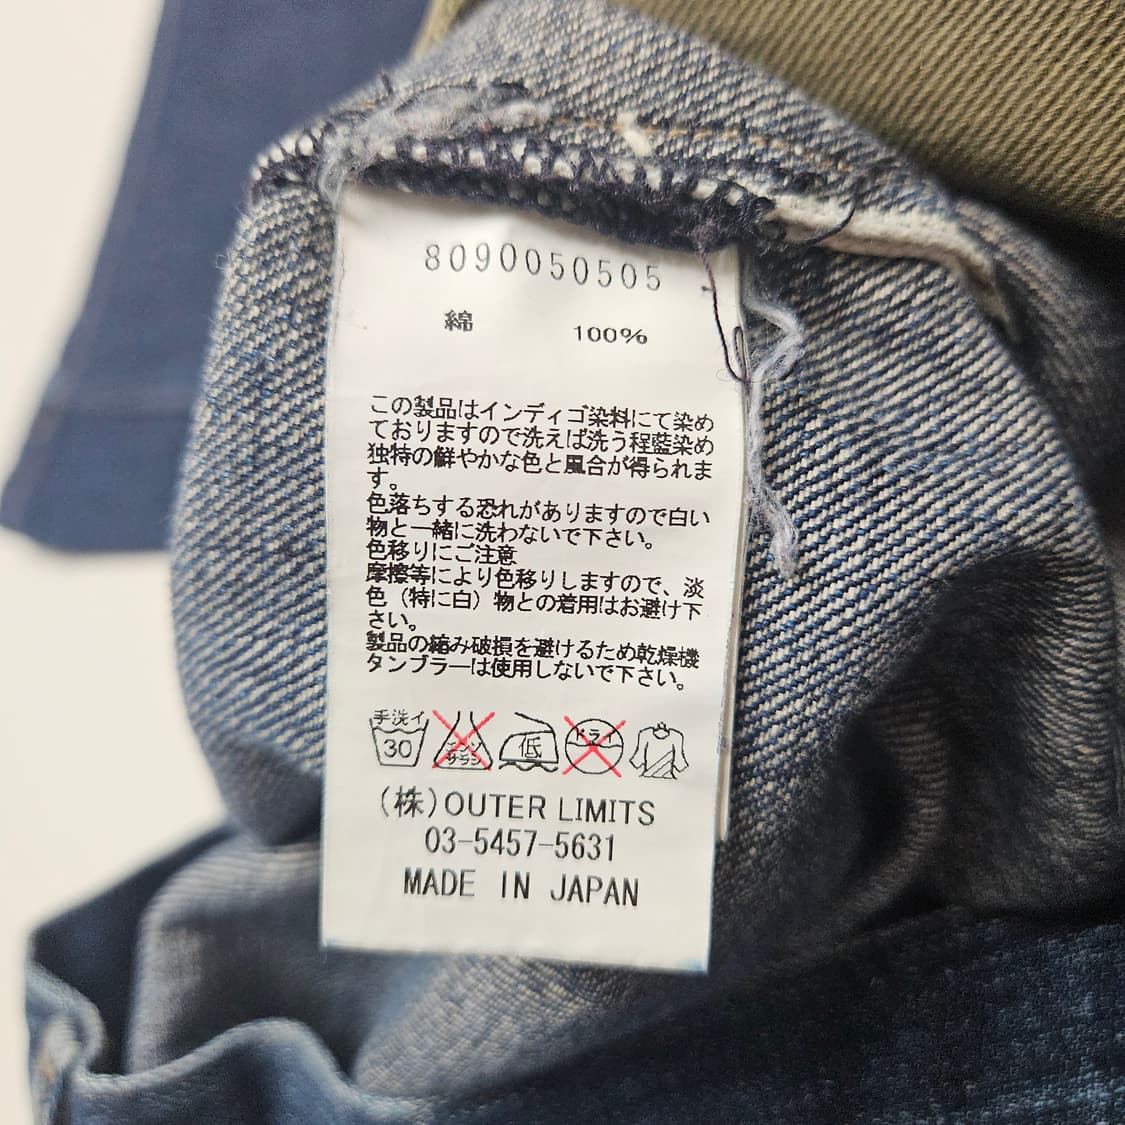 8090050505
綿 100%
この製品はインディゴ染料にて染め
ておりますので洗えば洗う程藍染め
独特の鮮やかな色と風合が得られま
す。
色落ちする恐れがありますので白い
物と一緒に洗わないで下さい。
色移りにご注意
摩擦等により色移りしますので、淡
色（特に白）物との着用はお避け下
さい。
製品の縮み破損を避けるため乾燥機
タンブラーは使用しないで下さい。
手洗イ 30 エンソ サラシ 低 ドライ
(株)OUTER LIMITS
03-5457-5631
MADE IN JAPAN